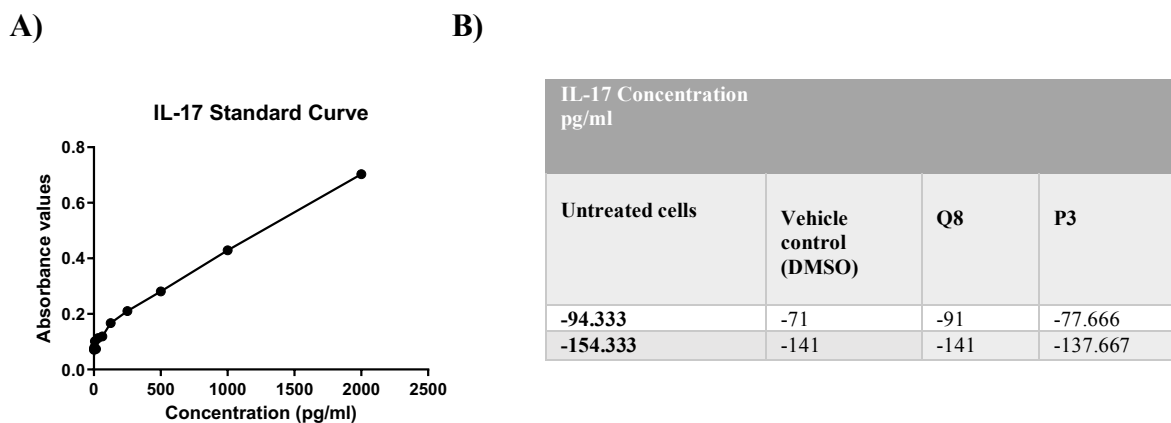 A)
B)
IL-17 Standard Curve
0.8
0.6
0.4
0.2
0.0
Absorbance values
0
500
1000
1500
2000
2500
Concentration (pg/ml)
IL-17 Concentration
pg/ml
Untreated cells
Vehicle
control
(DMSO)
Q8
P3
-94.333 -71 -91 -77.666
-154.333 -141 -141 -137.667